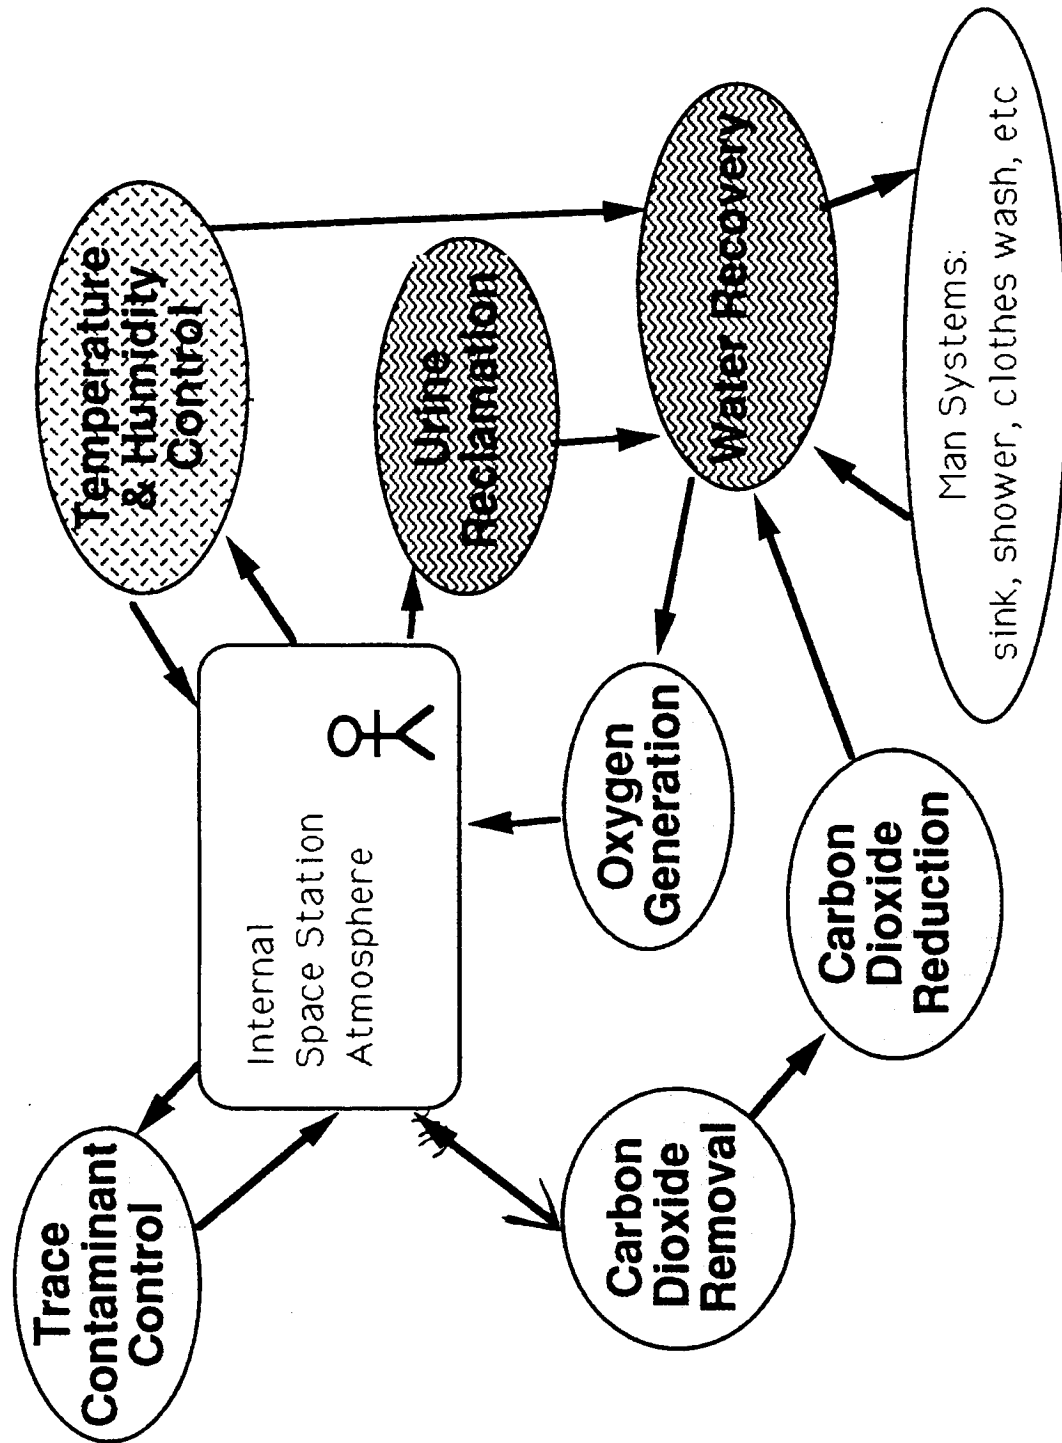 Trace
Contaminant
Control
Temperature
& Humidity
Control
Internal
Space Station
Atmosphere
Urine
Reclamation
Carbon
Dioxide
Removal
Oxygen
Generation
Water Recovery
Carbon
Dioxide
Reduction
Man Systems:
sink, shower, clothes wash, etc